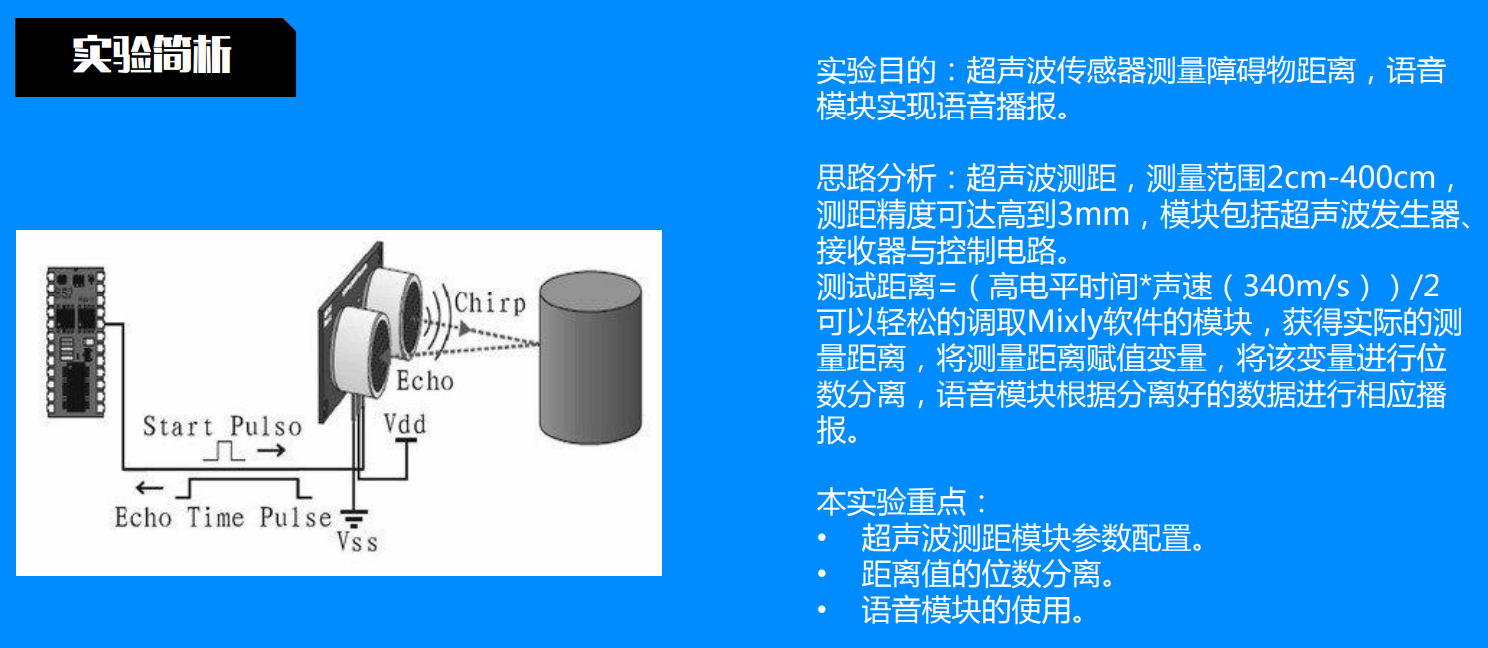 实验简析
实验目的：超声波传感器测量障碍物距离，语音
模块实现语音播报。
思路分析：超声波测距，测量范围2cm-400cm，
测距精度可达高到3mm，模块包括超声波发生器、
接收器与控制电路。
测试距离=（高电平时间*声速（340m/s））/2
可以轻松的调取Mixly软件的模块，获得实际的测
量距离，将测量距离赋值变量，将该变量进行位
数分离，语音模块根据分离好的数据进行相应播
报。
本实验重点：
• 超声波测距模块参数配置。
• 距离值的位数分离。
• 语音模块的使用。
Chirp
Echo
Start Pulso
Vdd
Echo Time Pulse
Vss